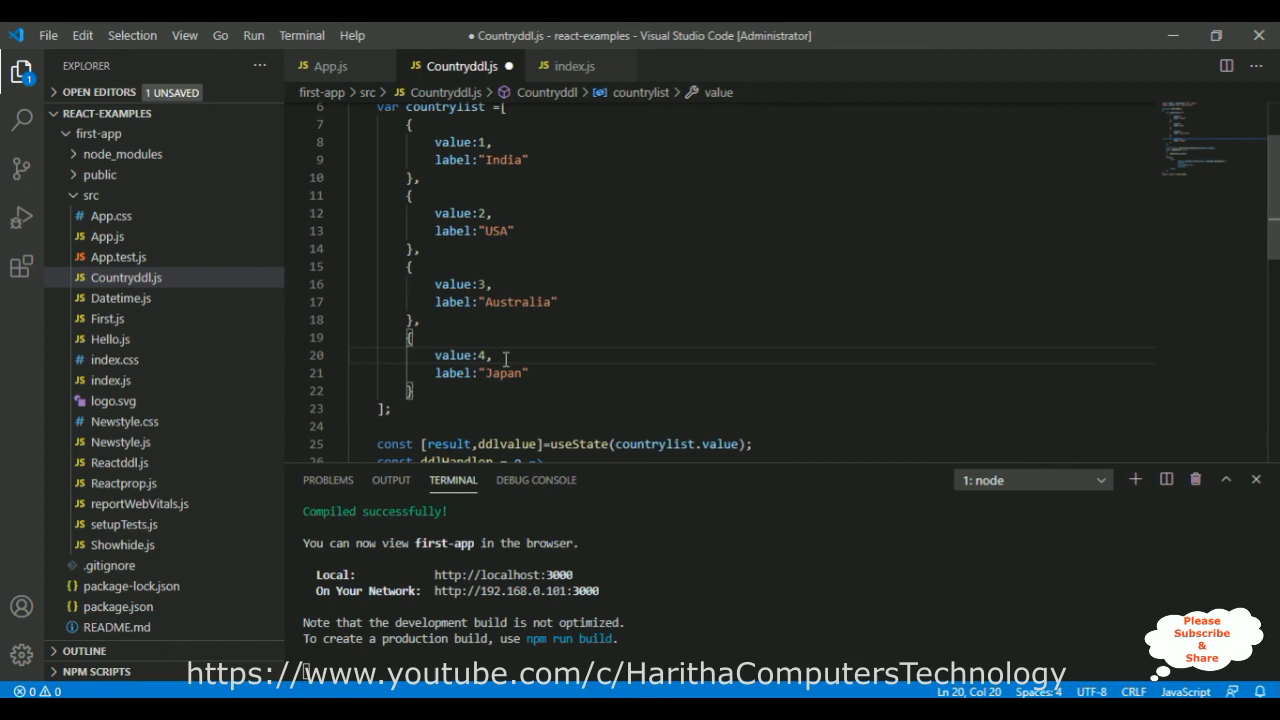 File Edit Selection View Go Run Terminal Help
● Countryddl.js - react-examples - Visual Studio Code [Administrator]
EXPLORER
App.js
Countryddl.js
index.js
1
OPEN EDITORS 1 UNSAVED
first-app > src > Countryddl.js > Countryddl > countrylist > value
REACT-EXAMPLES
first-app
node_modules
public
src
App.css
App.js
App.test.js
Countryddl.js
Datetime.js
First.js
Hello.js
index.css
index.js
logo.svg
Newstyle.css
Newstyle.js
Reactddl.js
Reactprop.js
reportWebVitals.js
setupTests.js
Showhide.js
.gitignore
package-lock.json
package.json
README.md
OUTLINE
NPM SCRIPTS
6 var countrylist =[
7 {
8 value:1,
9 label:"India"
10 },
11 {
12 value:2,
13 label:"USA"
14 },
15 {
16 value:3,
17 label:"Australia"
18 },
19 {
20 value:4,
21 label:"Japan"
22 }
23 ];
24
25 const [result,ddlvalue]=useState(countrylist.value);
26 const ddlHandler = e =>
PROBLEMS OUTPUT TERMINAL DEBUG CONSOLE
1: node
Compiled successfully!
You can now view first-app in the browser.
Local: http://localhost:3000
On Your Network: http://192.168.0.101:3000
Note that the development build is not optimized.
To create a production build, use npm run build.
Please
Subscribe
&
Share
https://www.youtube.com/c/HarithaComputersTechnology
0 0
Ln 20, Col 20 Spaces: 4 UTF-8 CRLF JavaScript